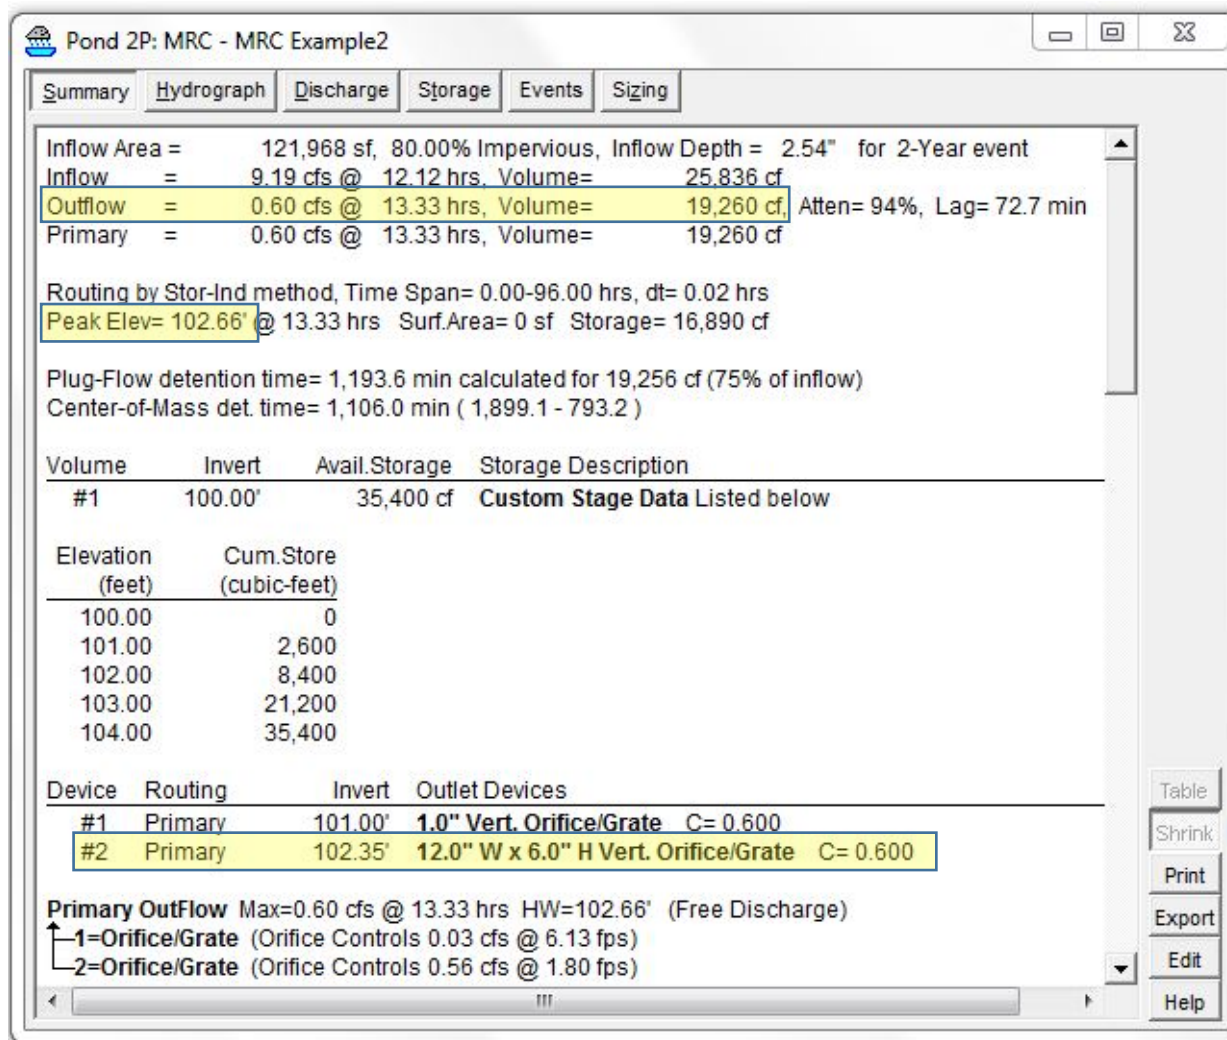 Pond 2P: MRC - MRC Example2
Summary Hydrograph Discharge Storage Events Sizing
Inflow Area = 121,968 sf, 80.00% Impervious, Inflow Depth = 2.54" for 2-Year event
Inflow = 9.19 cfs @ 12.12 hrs, Volume= 25,836 cf
Outflow = 0.60 cfs @ 13.33 hrs, Volume= 19,260 cf, Atten= 94%, Lag= 72.7 min
Primary = 0.60 cfs @ 13.33 hrs, Volume= 19,260 cf
Routing by Stor-Ind method, Time Span= 0.00-96.00 hrs, dt= 0.02 hrs
Peak Elev= 102.66' @ 13.33 hrs Surf.Area= 0 sf Storage= 16,890 cf
Plug-Flow detention time= 1,193.6 min calculated for 19,256 cf (75% of inflow)
Center-of-Mass det. time= 1,106.0 min ( 1,899.1 - 793.2 )
Volume Invert Avail.Storage Storage Description
#1 100.00' 35,400 cf Custom Stage Data Listed below
Elevation Cum.Store
(feet) (cubic-feet)
100.00 0
101.00 2,600
102.00 8,400
103.00 21,200
104.00 35,400
Device Routing Invert Outlet Devices
#1 Primary 101.00' 1.0" Vert. Orifice/Grate C= 0.600
#2 Primary 102.35' 12.0" W x 6.0" H Vert. Orifice/Grate C= 0.600
Primary OutFlow Max=0.60 cfs @ 13.33 hrs HW=102.66' (Free Discharge)
1=Orifice/Grate (Orifice Controls 0.03 cfs @ 6.13 fps)
2=Orifice/Grate (Orifice Controls 0.56 cfs @ 1.80 fps)
Table
Shrink
Print
Export
Edit
Help